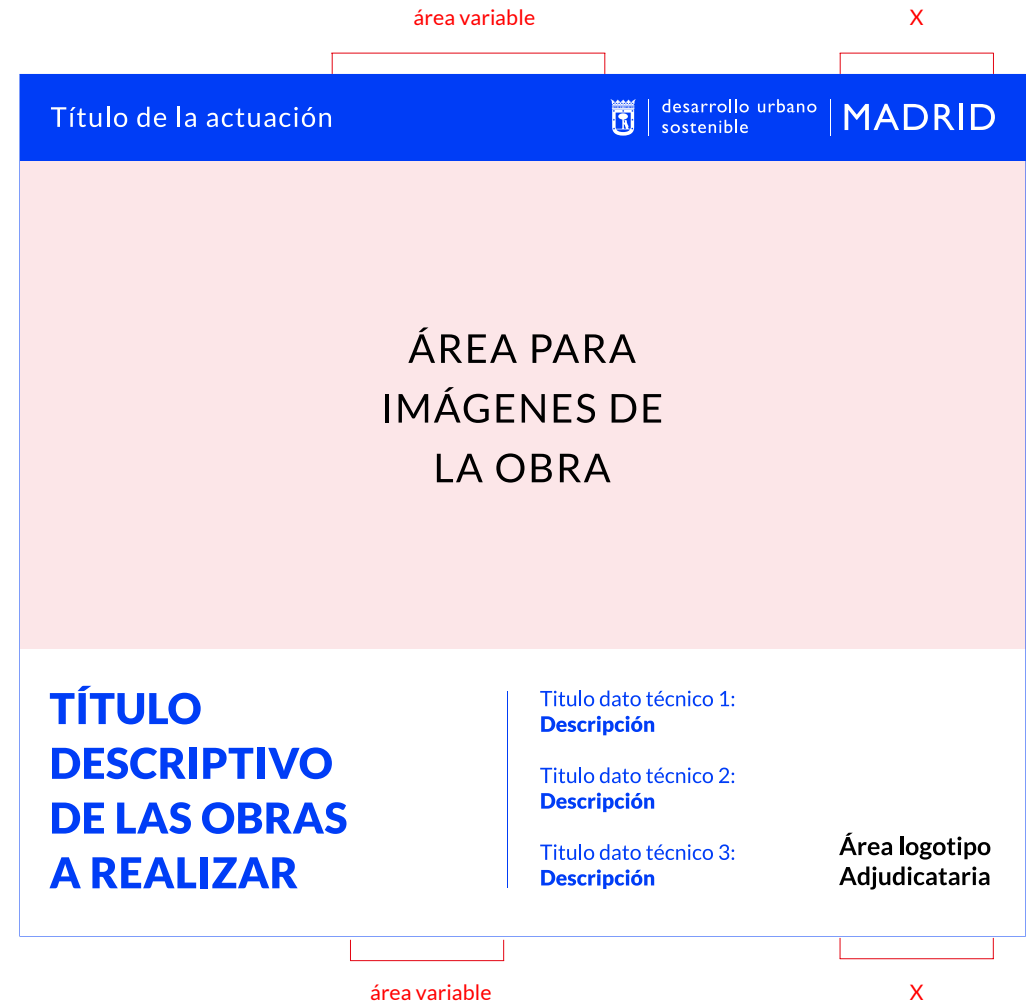 área variable
X
Título de la actuación
desarrollo urbano
sostenible
MADRID
ÁREA PARA
IMÁGENES DE
LA OBRA
TÍTULO
DESCRIPTIVO
DE LAS OBRAS
A REALIZAR
Titulo dato técnico 1:
Descripción
Titulo dato técnico 2:
Descripción
Titulo dato técnico 3:
Descripción
Área logotipo
Adjudicataria
área variable
X